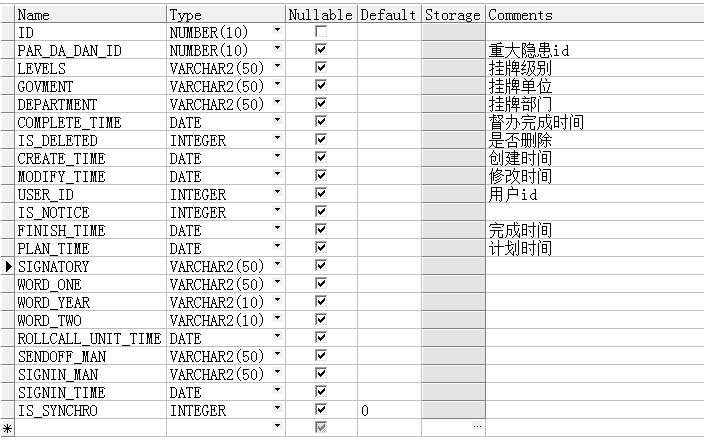 Name Type Nullable Default Storage Comments
ID NUMBER(10)
PAR_DA_DAN_ID NUMBER(10) 重大隐患id
LEVELS VARCHAR2(50) 挂牌级别
GOVMENT VARCHAR2(50) 挂牌单位
DEPARTMENT VARCHAR2(50) 挂牌部门
COMPLETE_TIME DATE 督办完成时间
IS_DELETED INTEGER 是否删除
CREATE_TIME DATE 创建时间
MODIFY_TIME DATE 修改时间
USER_ID INTEGER 用户id
IS_NOTICE INTEGER
FINISH_TIME DATE 完成时间
PLAN_TIME DATE 计划时间
SIGNATORY VARCHAR2(50)
WORD_ONE VARCHAR2(50)
WORD_YEAR VARCHAR2(10)
WORD_TWO VARCHAR2(10)
ROLLCALL_UNIT_TIME DATE
SENDOFF_MAN VARCHAR2(50)
SIGNIN_MAN VARCHAR2(50)
SIGNIN_TIME DATE
IS_SYNCHRO INTEGER 0